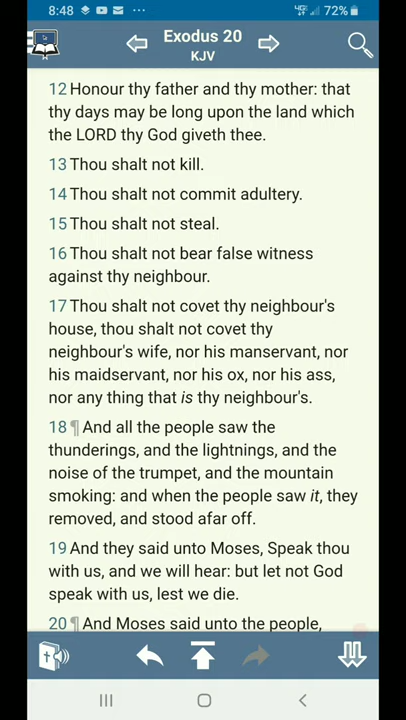 8:48 72%
Exodus 20
KJV
12 Honour thy father and thy mother: that
thy days may be long upon the land which
the LORD thy God giveth thee.
13 Thou shalt not kill.
14 Thou shalt not commit adultery.
15 Thou shalt not steal.
16 Thou shalt not bear false witness
against thy neighbour.
17 Thou shalt not covet thy neighbour's
house, thou shalt not covet thy
neighbour's wife, nor his manservant, nor
his maidservant, nor his ox, nor his ass,
nor any thing that is thy neighbour's.
18 ¶ And all the people saw the
thunderings, and the lightnings, and the
noise of the trumpet, and the mountain
smoking: and when the people saw it, they
removed, and stood afar off.
19 And they said unto Moses, Speak thou
with us, and we will hear: but let not God
speak with us, lest we die.
20 ¶ And Moses said unto the people,